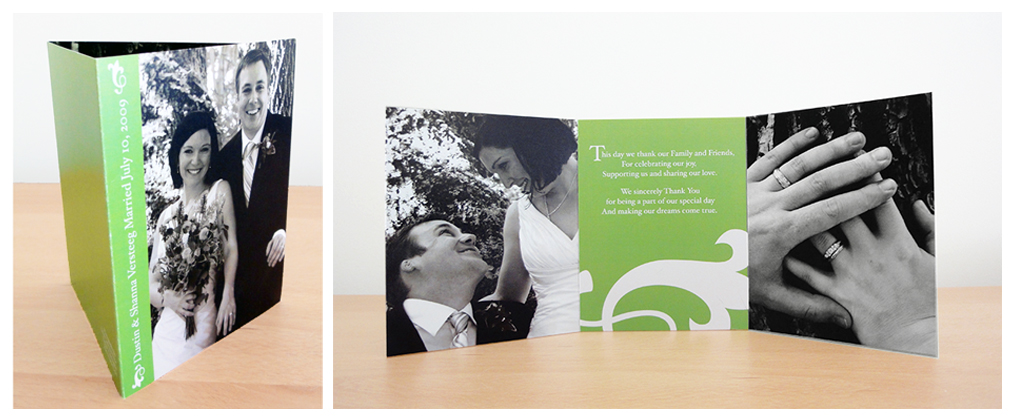 Dustin & Shanna Versteeg Married July 10, 2009
This day we thank our Family and Friends,
For celebrating our joy,
Supporting us and sharing our love.
We sincerely Thank You
for being a part of our special day
And making our dreams come true.